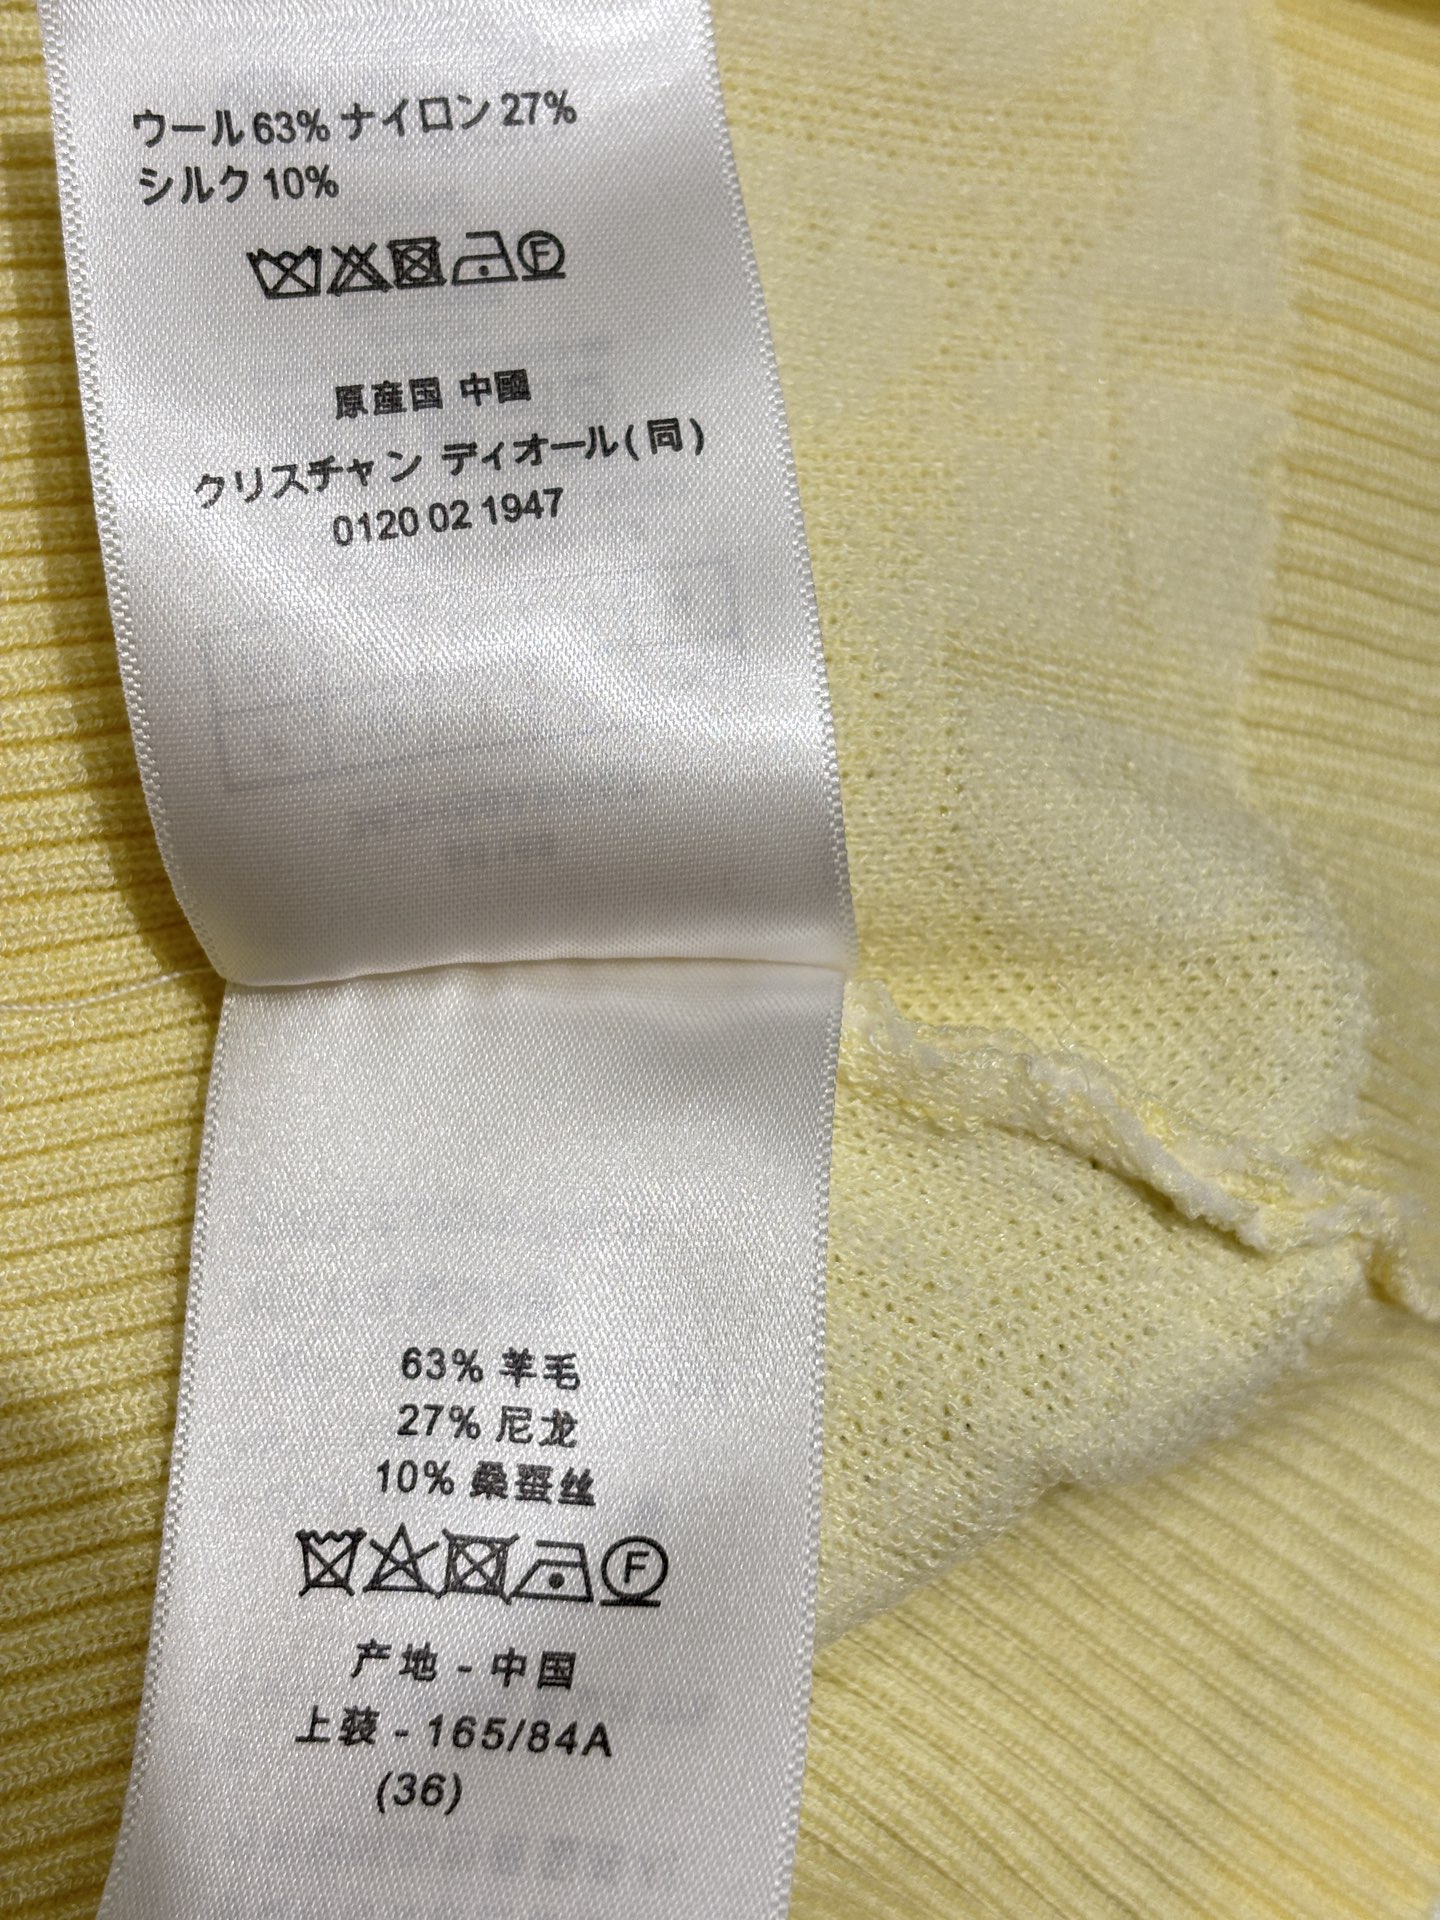 ウール 63% ナイロン 27%
シルク 10%
F
原産国 中國
クリスチャン ディオール(同)
0120 02 1947
63% 羊毛
27% 尼龙
10% 桑蚕丝
F
产地 - 中国
上装 - 165/84A
(36)